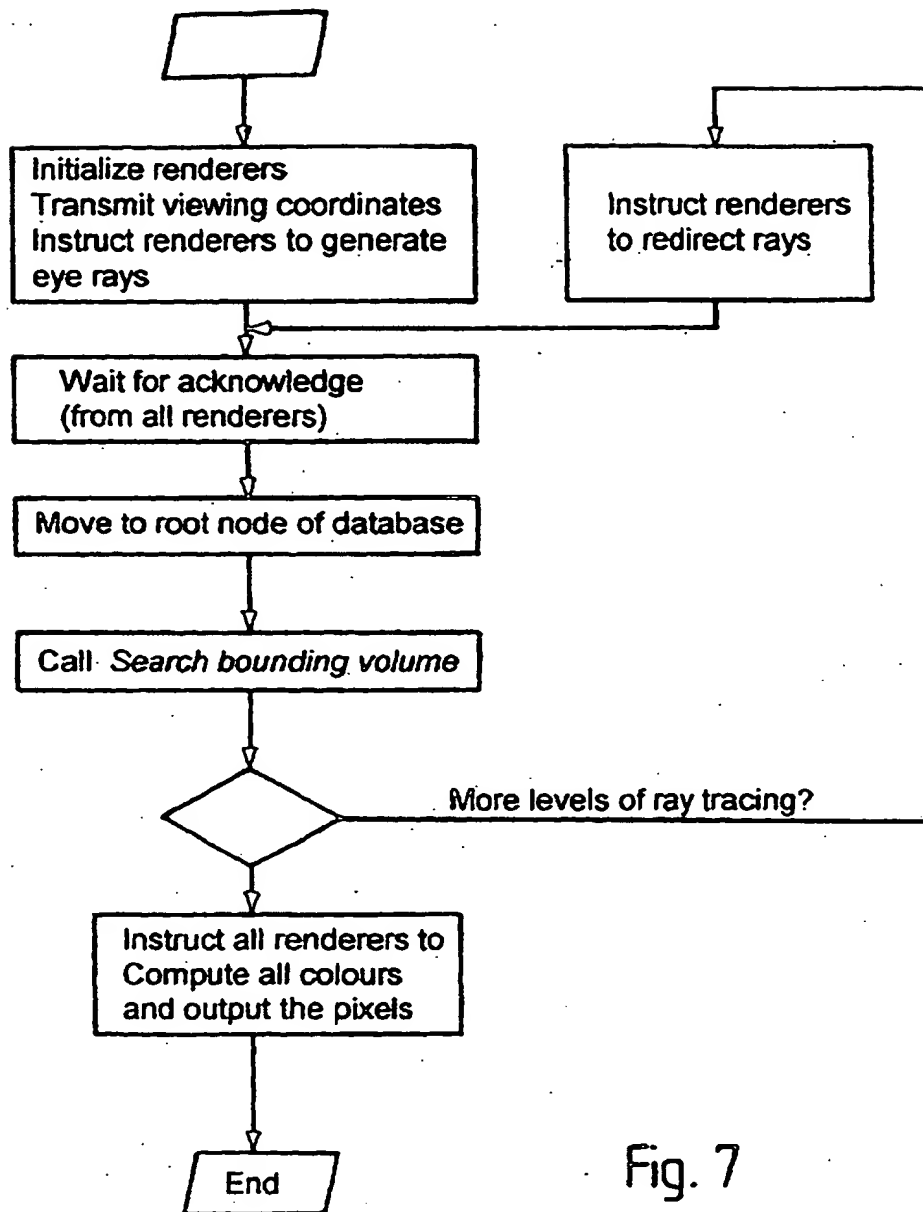 Initialize renderers
Transmit viewing coordinates
Instruct renderers to generate
eye rays
Instruct renderers
to redirect rays
Wait for acknowledge
(from all renderers)
Move to root node of database
Call Search bounding volume
More levels of ray tracing?
Instruct all renderers to
Compute all colours
and output the pixels
End
Fig. 7